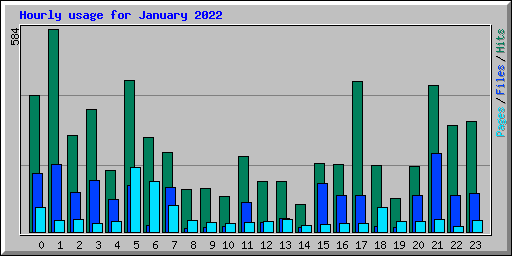 Hourly usage for January 2022
584
Pages / Files / Hits
0 1 2 3 4 5 6 7 8 9 10 11 12 13 14 15 16 17 18 19 20 21 22 23